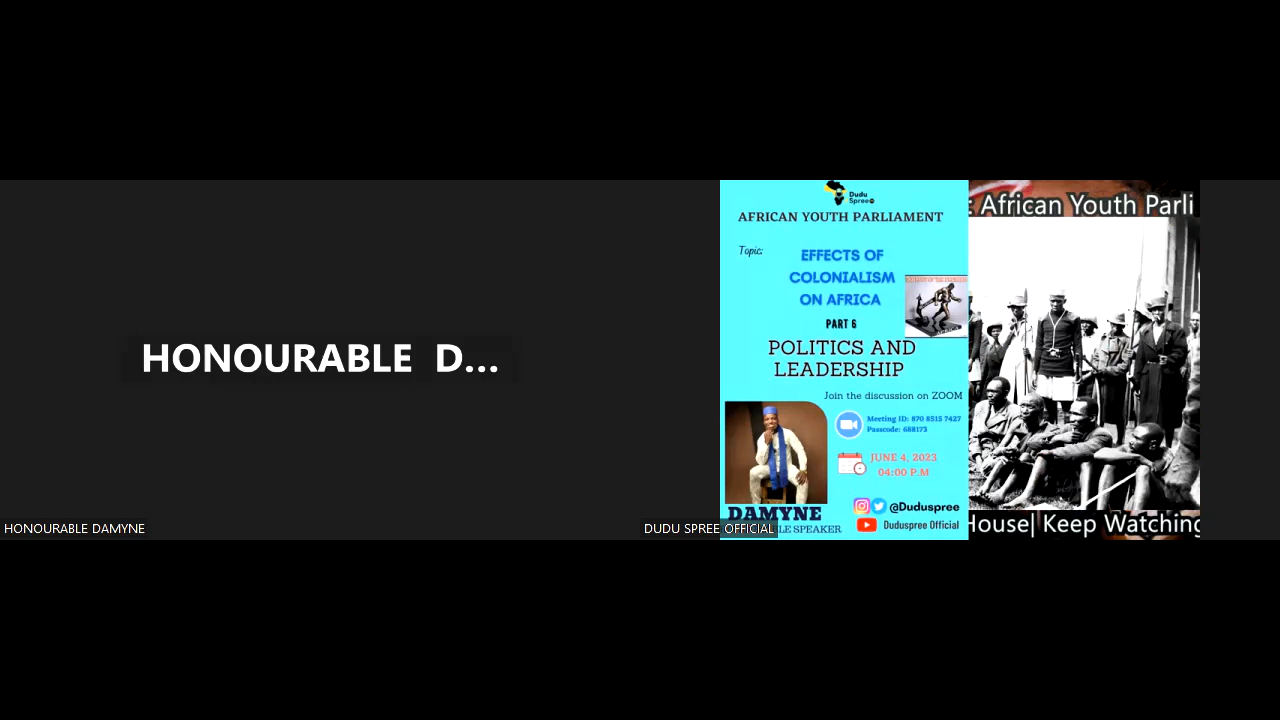 HONOURABLE D...
HONOURABLE DAMYNE
DUDU SPREE OFFICIAL
Dudu
Spree
AFRICAN YOUTH PARLIAMENT
Topic:
EFFECTS OF
COLONIALISM
ON AFRICA
PART 6
POLITICS AND
LEADERSHIP
Join the discussion on ZOOM
Meeting ID: 870 8515 7427
Passcode: 688173
JUNE 4, 2023
04:00 P.M
@Duduspree
Duduspree Official
DAMYNE
LE SPEAKER
: African Youth Parli
House| Keep Watching